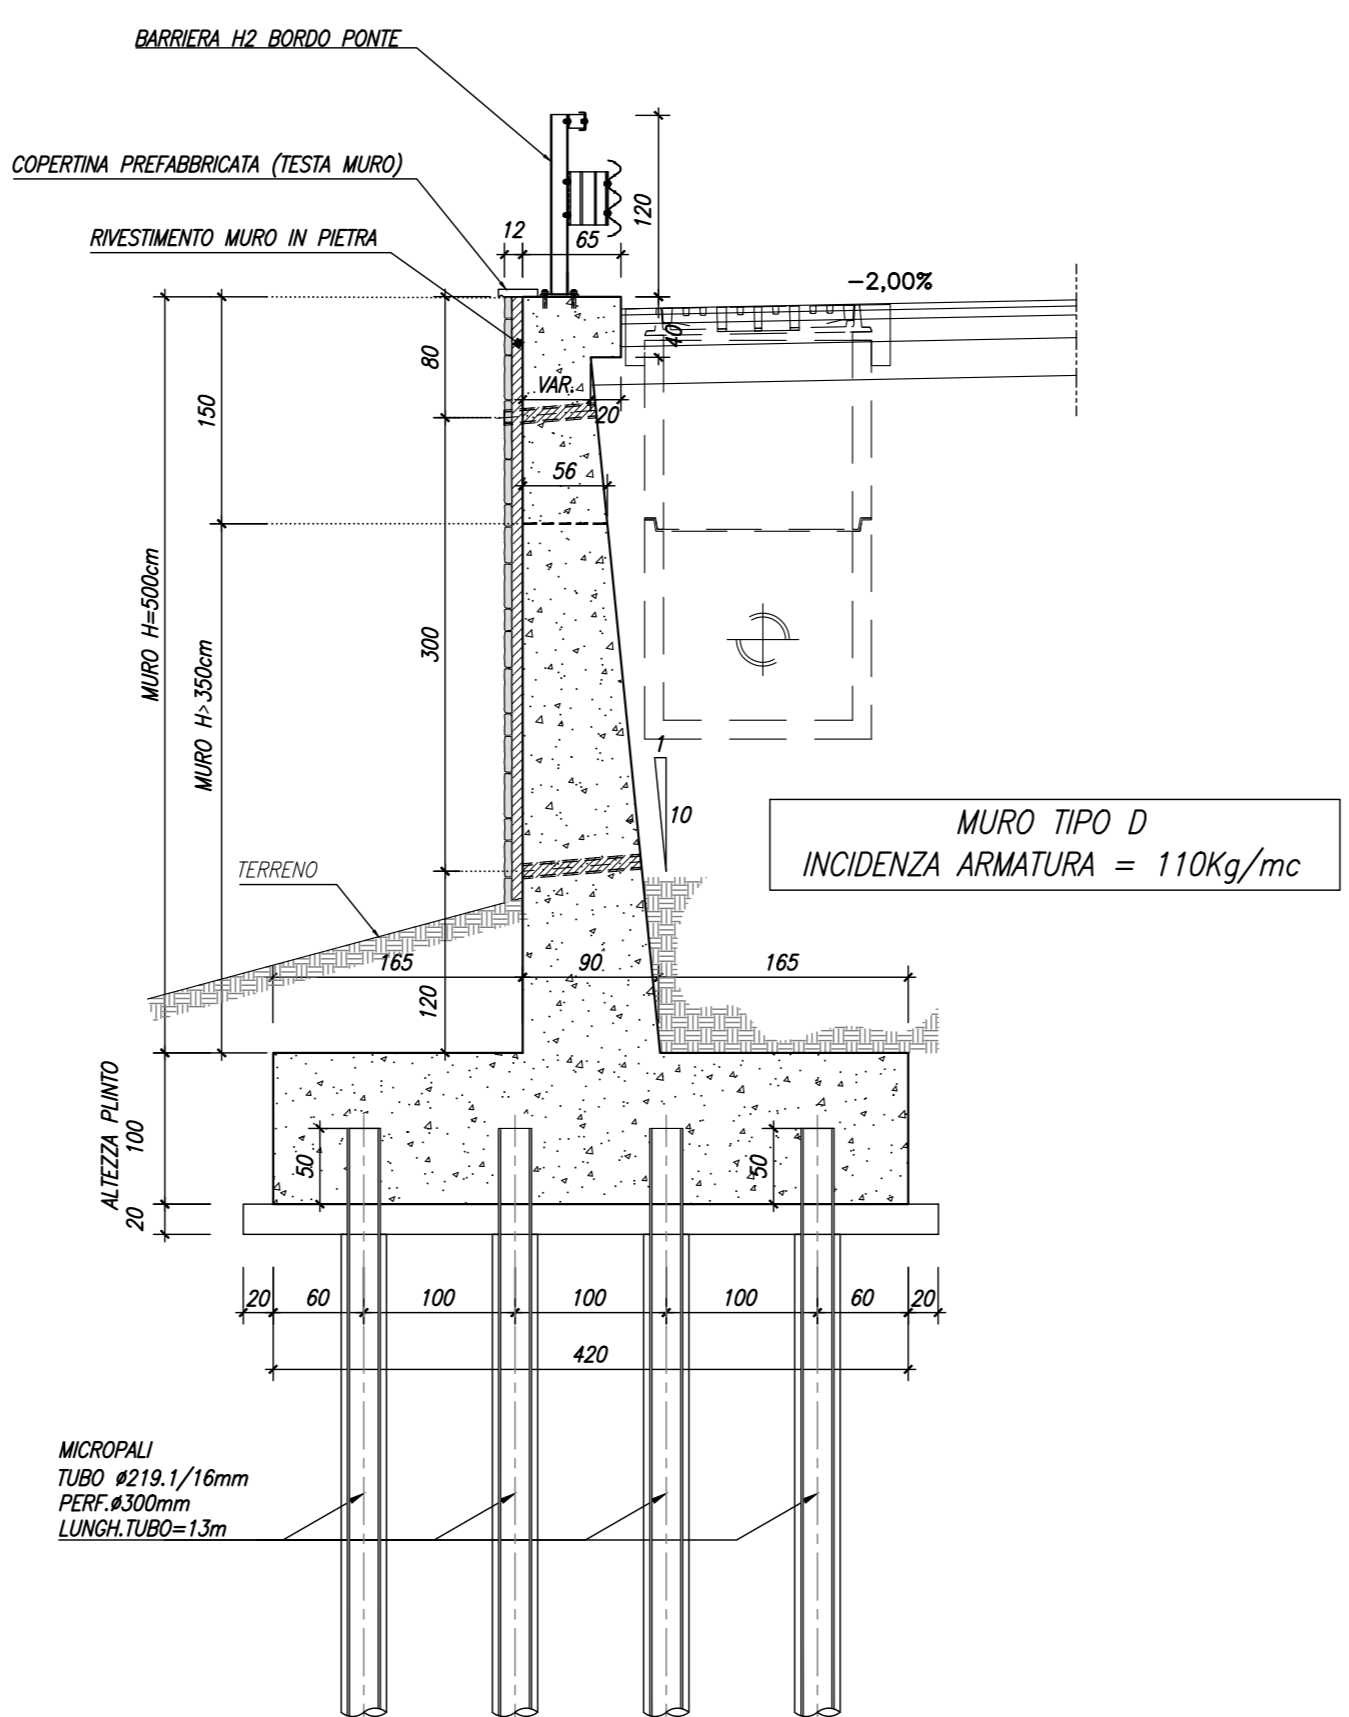 BARRIERA H2 BORDO PONTE
COPERTINA PREFABBRICATA (TESTA MURO)
RIVESTIMENTO MURO IN PIETRA
12
65
120
-2,00%
40
80
150
VAR.
20
56
MURO H=500cm
MURO H>350cm
300
1
10
MURO TIPO D
INCIDENZA ARMATURA = 110Kg/mc
TERRENO
165
90
165
120
ALTEZZA PLINTO
100
20
50
50
20
60
100
100
100
60
20
420
MICROPALI
TUBO ø219.1/16mm
PERF.ø300mm
LUNGH.TUBO=13m